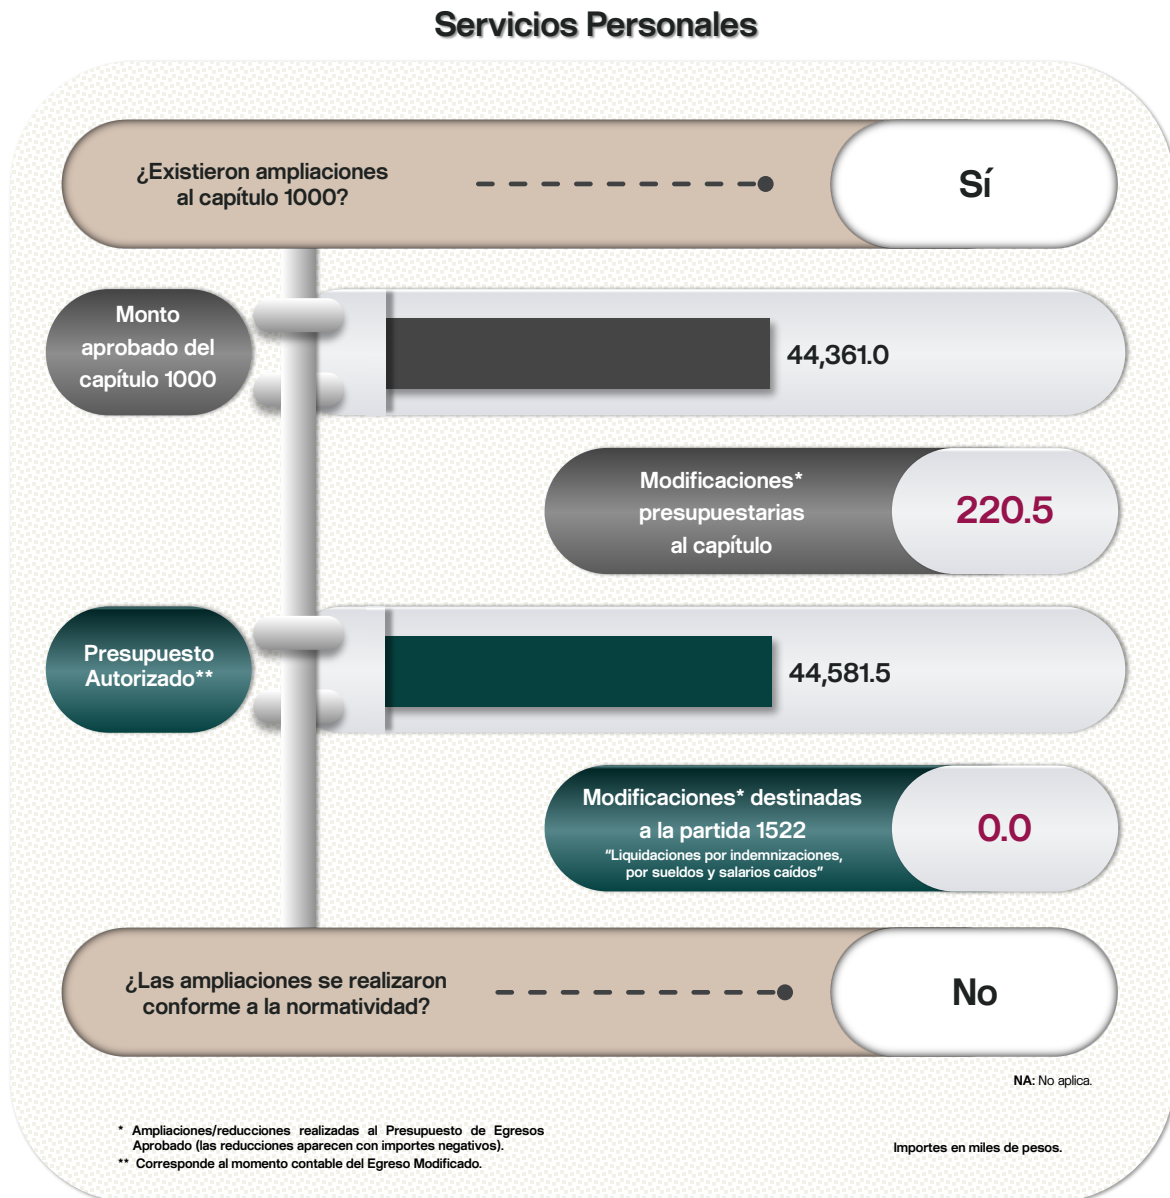 Servicios Personales
¿Existieron ampliaciones
al capítulo 1000?
Sí
Monto
aprobado del
capítulo 1000
44,361.0
Modificaciones*
presupuestarias
al capítulo
220.5
Presupuesto
Autorizado**
44,581.5
Modificaciones* destinadas
a la partida 1522
"Liquidaciones por indemnizaciones,
por sueldos y salarios caídos"
0.0
¿Las ampliaciones se realizaron
conforme a la normatividad?
No
NA: No aplica.
* Ampliaciones/reducciones realizadas al Presupuesto de Egresos
Aprobado (las reducciones aparecen con importes negativos).
** Corresponde al momento contable del Egreso Modificado.
Importes en miles de pesos.